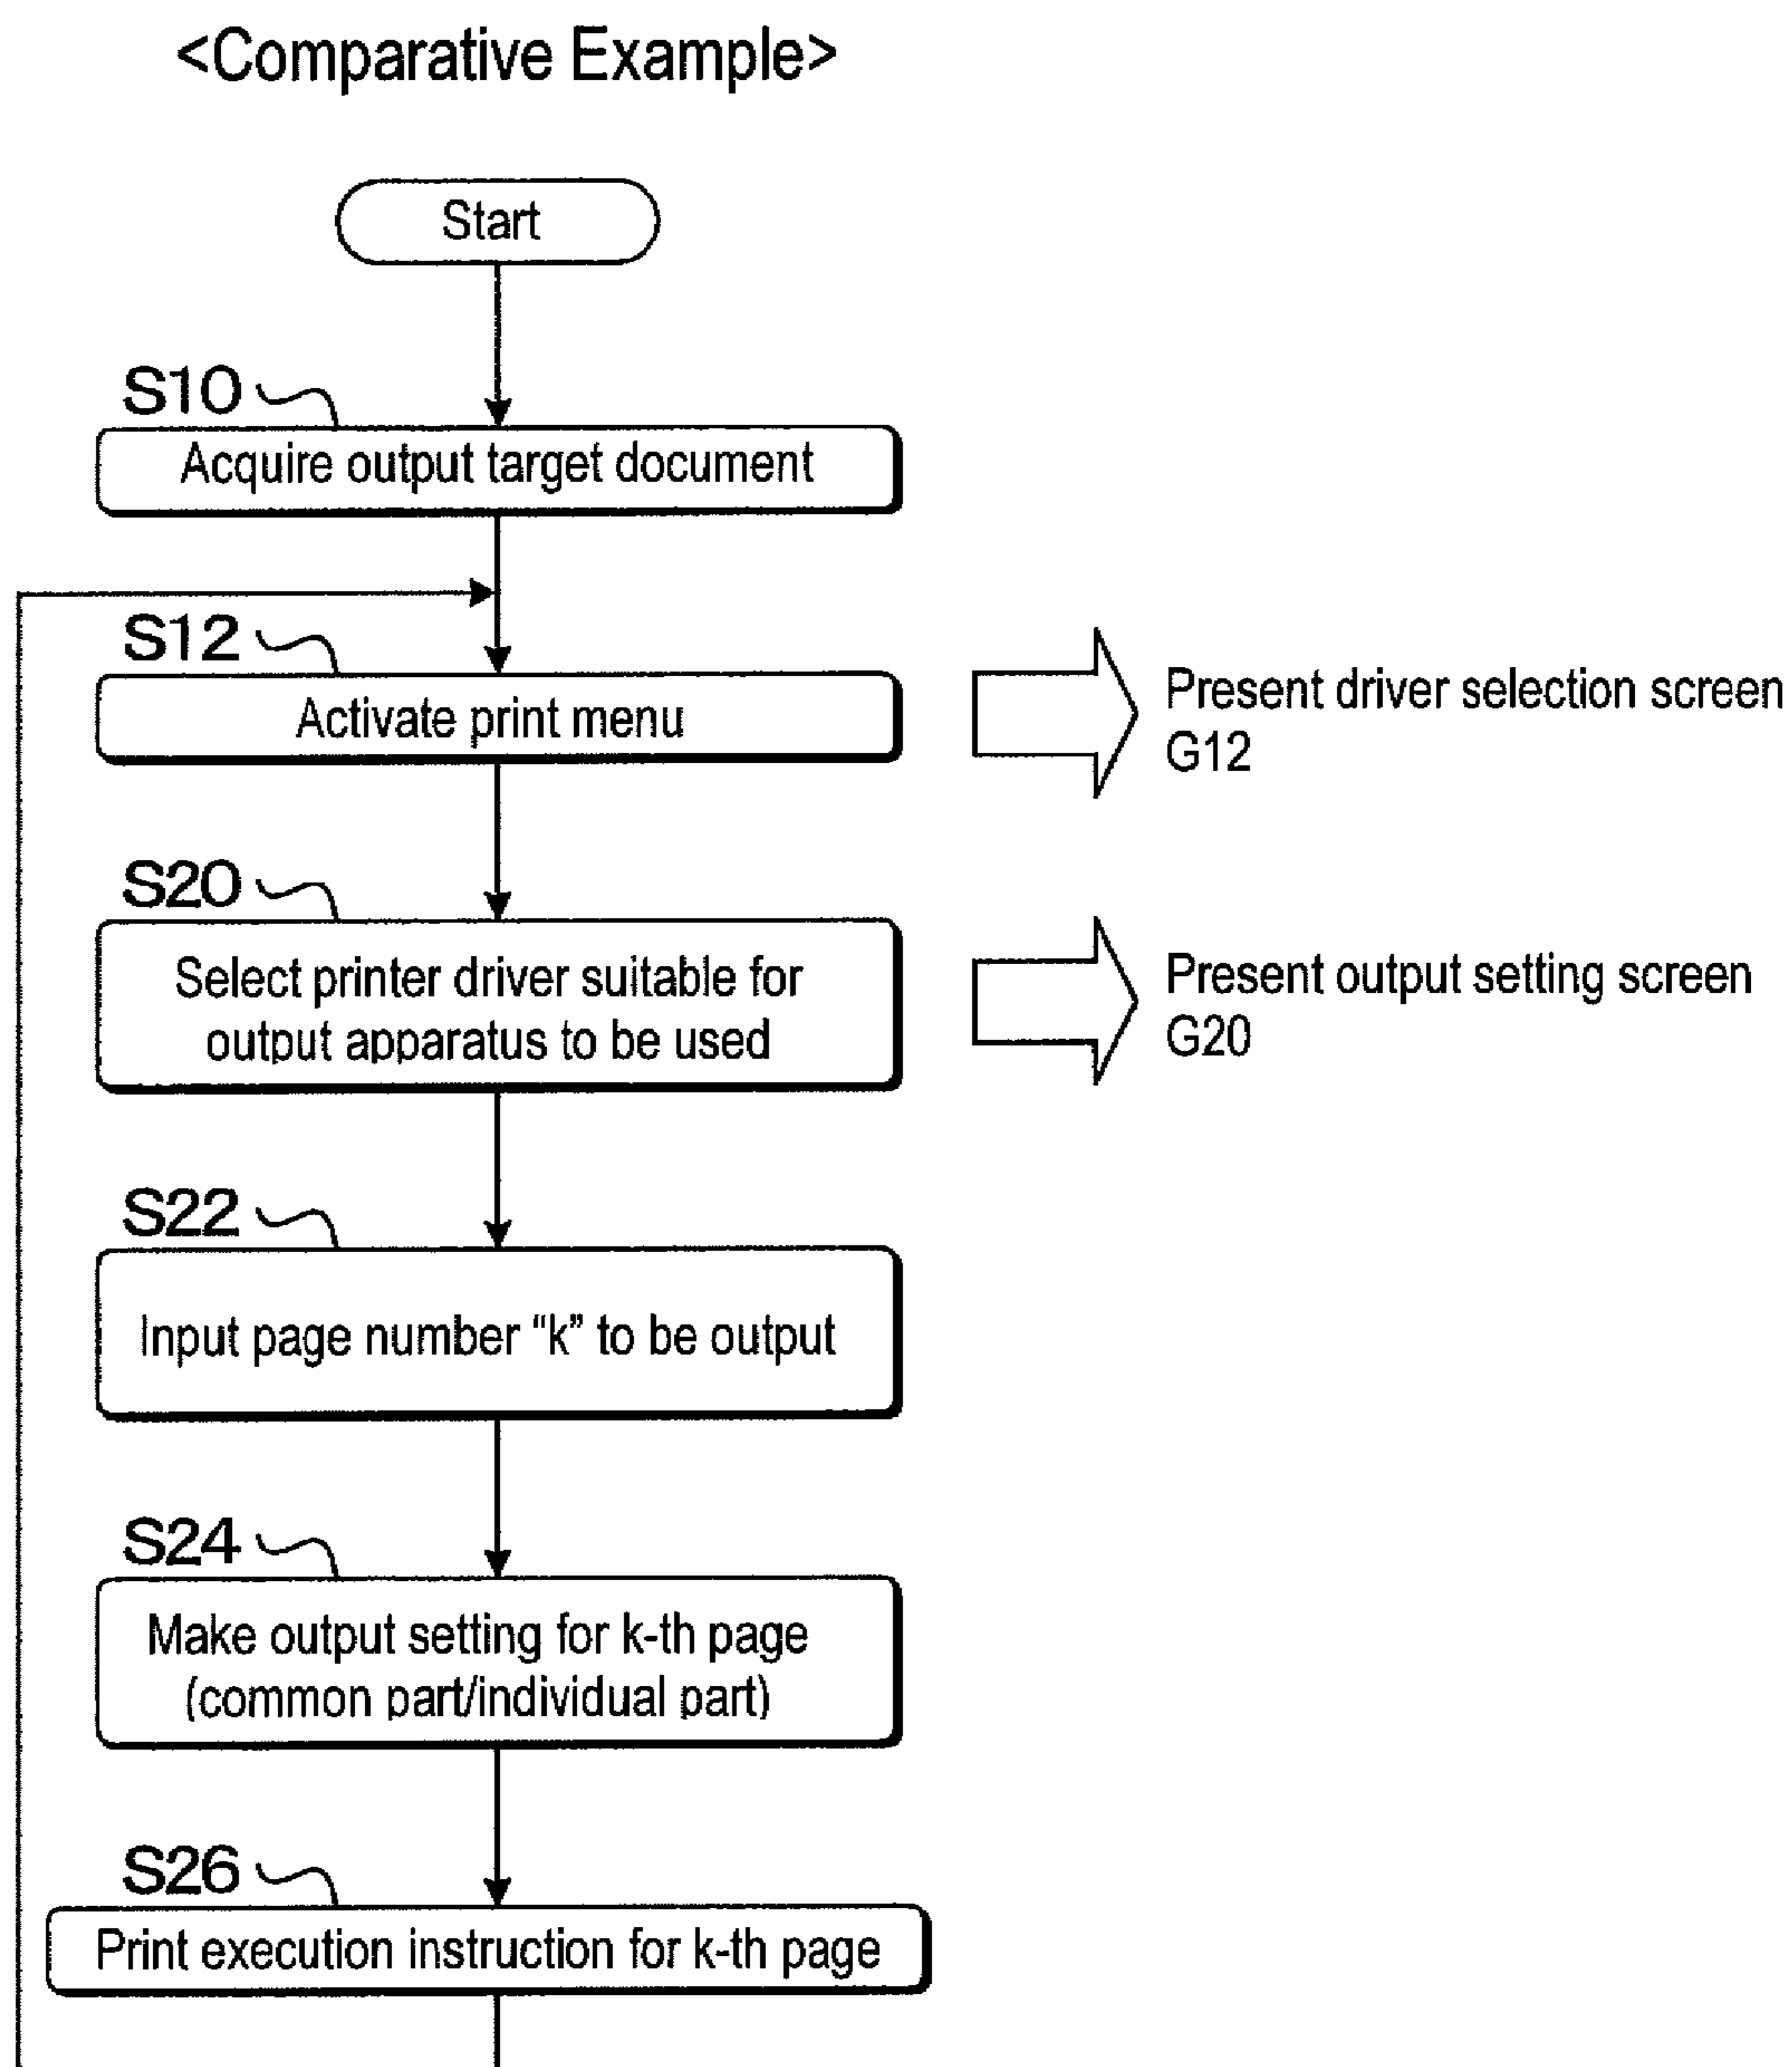 <Comparative Example>
Start
S10
Acquire output target document
S12
Activate print menu
Present driver selection screen
G12
S20
Select printer driver suitable for
output apparatus to be used
Present output setting screen
G20
S22
Input page number “k” to be output
S24
Make output setting for k-th page
(common part/individual part)
S26
Print execution instruction for k-th page